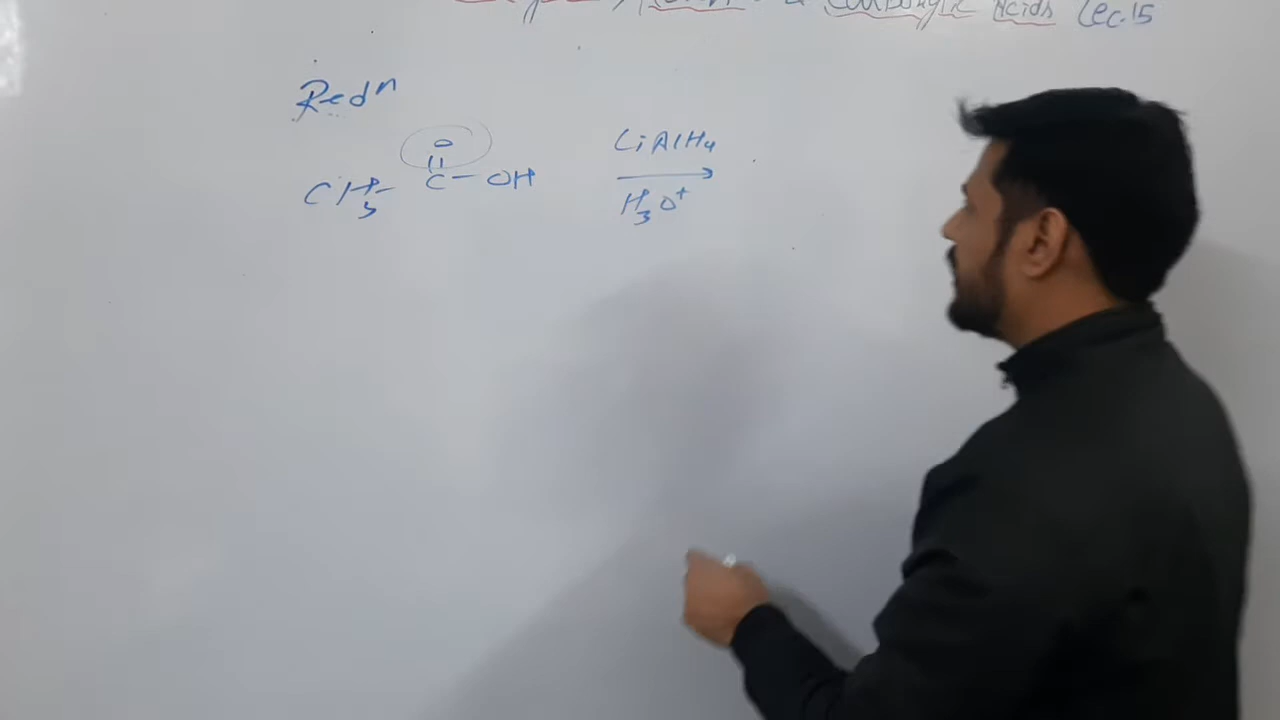 Carboxylic Acids Lec.15
Redn
O
CH3 - C - OH LiAlH4
H3O+